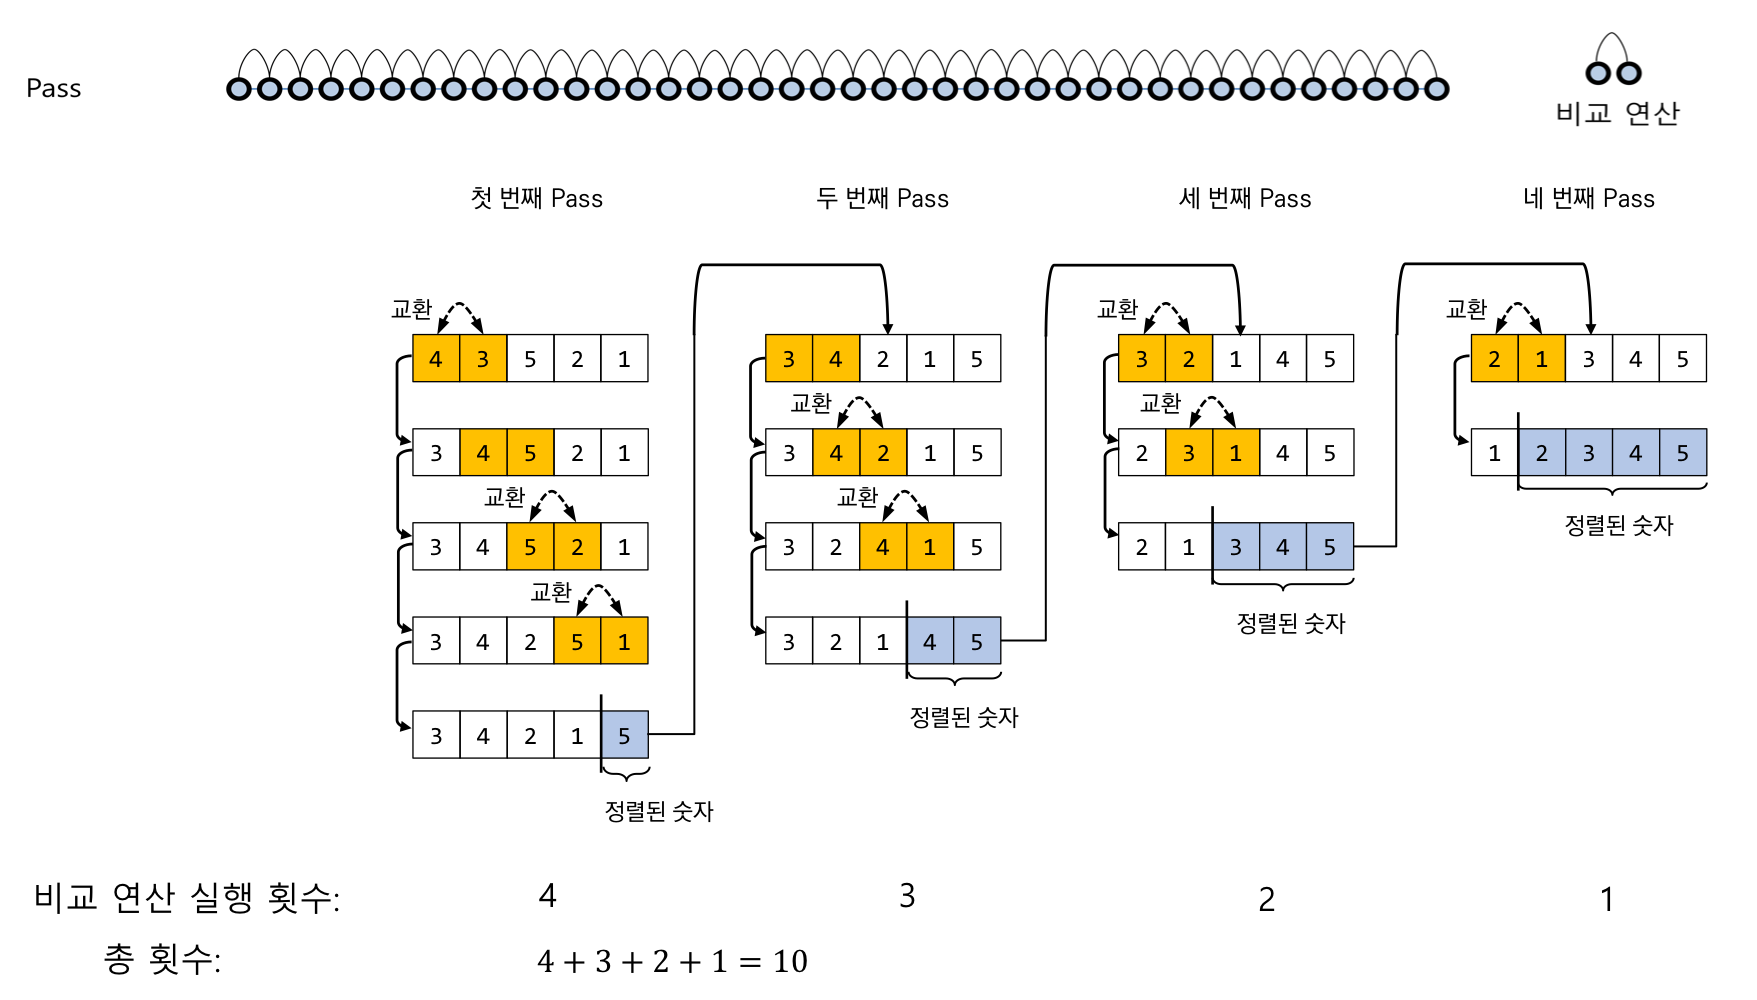 Pass
비교 연산
첫 번째 Pass 두 번째 Pass 세 번째 Pass 네 번째 Pass
교환 교환 교환
4 3 5 2 1 3 4 2 1 5 3 2 1 4 5 2 1 3 4 5
교환 교환
3 4 5 2 1 3 4 2 1 5 2 3 1 4 5 1 2 3 4 5
교환 교환 정렬된 숫자
3 4 5 2 1 3 2 4 1 5 2 1 3 4 5
교환 정렬된 숫자
3 4 2 5 1 3 2 1 4 5
정렬된 숫자
3 4 2 1 5
정렬된 숫자
비교 연산 실행 횟수: 4 3 2 1
총 횟수: 4 + 3 + 2 + 1 = 10